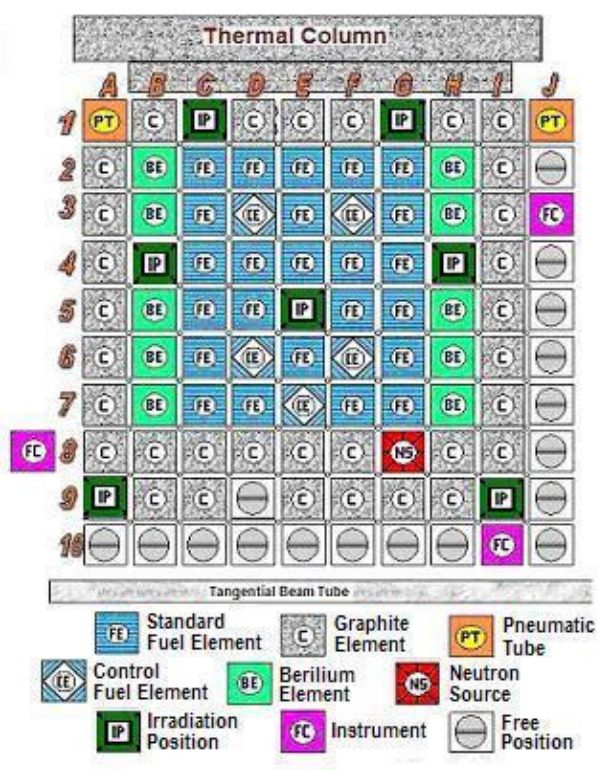 Thermal Column
A B C D E F G H I J
1 PT C IP C C C IP C C PT
2 C BE FE FE FE FE FE BE C
3 C BE FE CE FE CE FE BE C FC
4 C IP FE FE FE FE FE IP C
5 C BE FE FE IP FE FE BE C
6 C BE FE CE FE CE FE BE C
7 C BE FE FE CE FE FE BE C
FC 8 C C C C C C NS C C
9 IP C C C C C C IP
10 FC
Tangential Beam Tube
FE Standard Fuel Element C Graphite Element PT Pneumatic Tube
CE Control Fuel Element BE Berilium Element NS Neutron Source
IP Irradiation Position FC Instrument Free Position